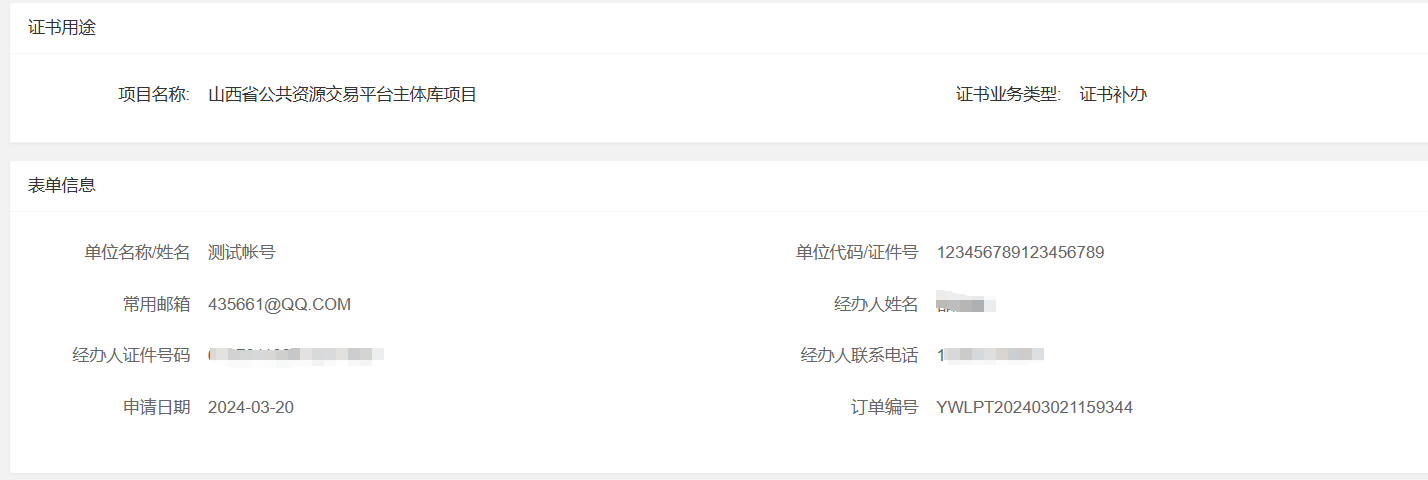 证书用途
项目名称: 山西省公共资源交易平台主体库项目 证书业务类型: 证书补办
表单信息
单位名称/姓名 测试帐号 单位代码/证件号 123456789123456789
常用邮箱 435661@QQ.COM 经办人姓名
经办人证件号码 经办人联系电话 1
申请日期 2024-03-20 订单编号 YWLPT202403021159344